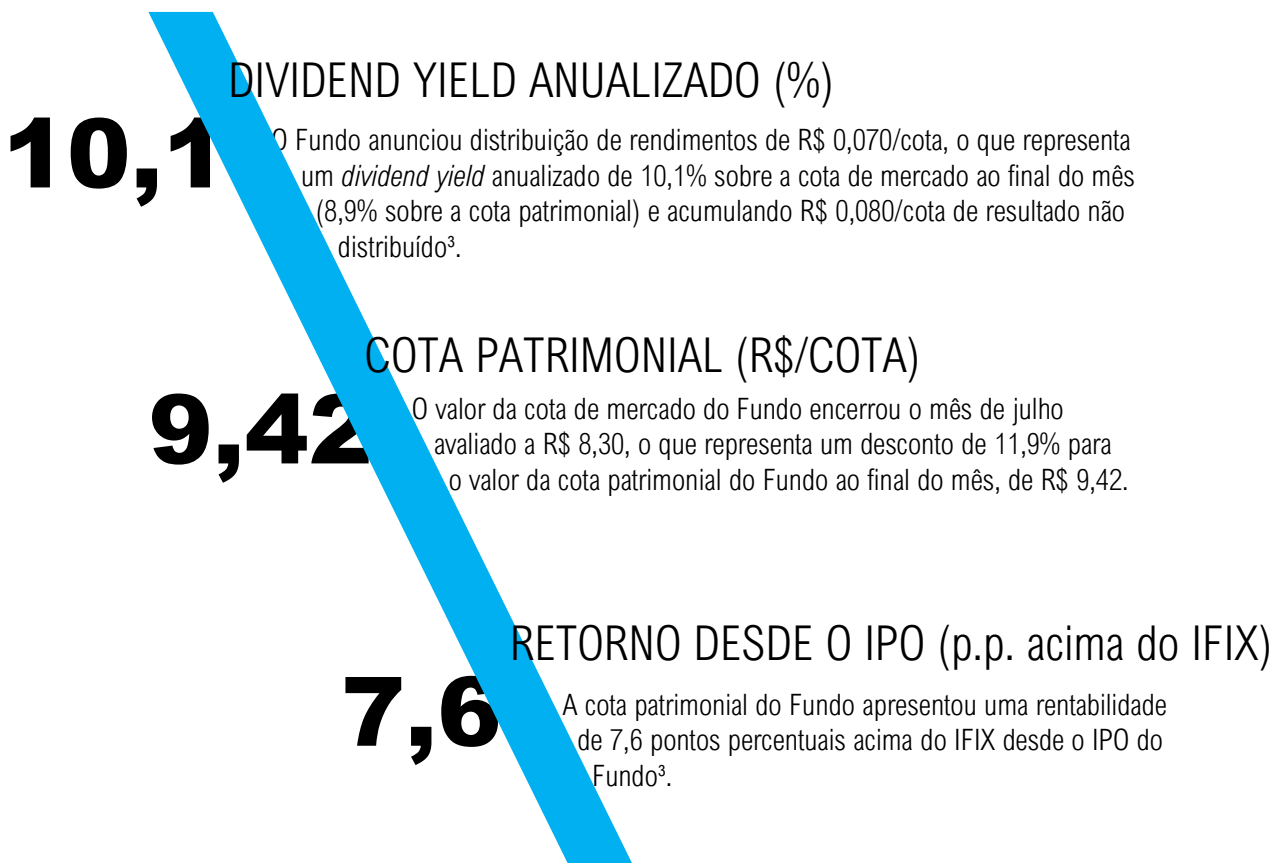 DIVIDEND YIELD ANUALIZADO (%)
10,1
O Fundo anunciou distribuição de rendimentos de R$ 0,070/cota, o que representa
um dividend yield anualizado de 10,1% sobre a cota de mercado ao final do mês
(8,9% sobre a cota patrimonial) e acumulando R$ 0,080/cota de resultado não
distribuído³.
COTA PATRIMONIAL (R$/COTA)
9,42
O valor da cota de mercado do Fundo encerrou o mês de julho
avaliado a R$ 8,30, o que representa um desconto de 11,9% para
o valor da cota patrimonial do Fundo ao final do mês, de R$ 9,42.
RETORNO DESDE O IPO (p.p. acima do IFIX)
7,6
A cota patrimonial do Fundo apresentou uma rentabilidade
de 7,6 pontos percentuais acima do IFIX desde o IPO do
Fundo³.